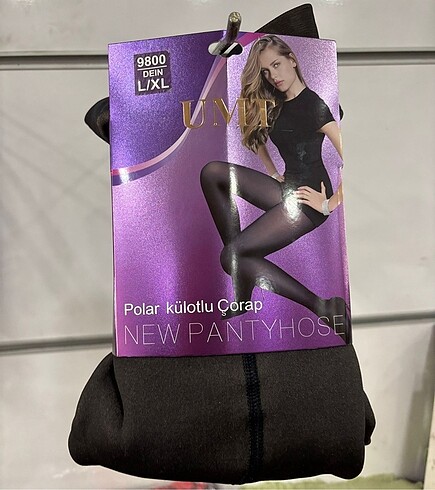 9800
DEIN
L/XL
UMT
Polar külotlu Çorap
NEW PANTYHOSE